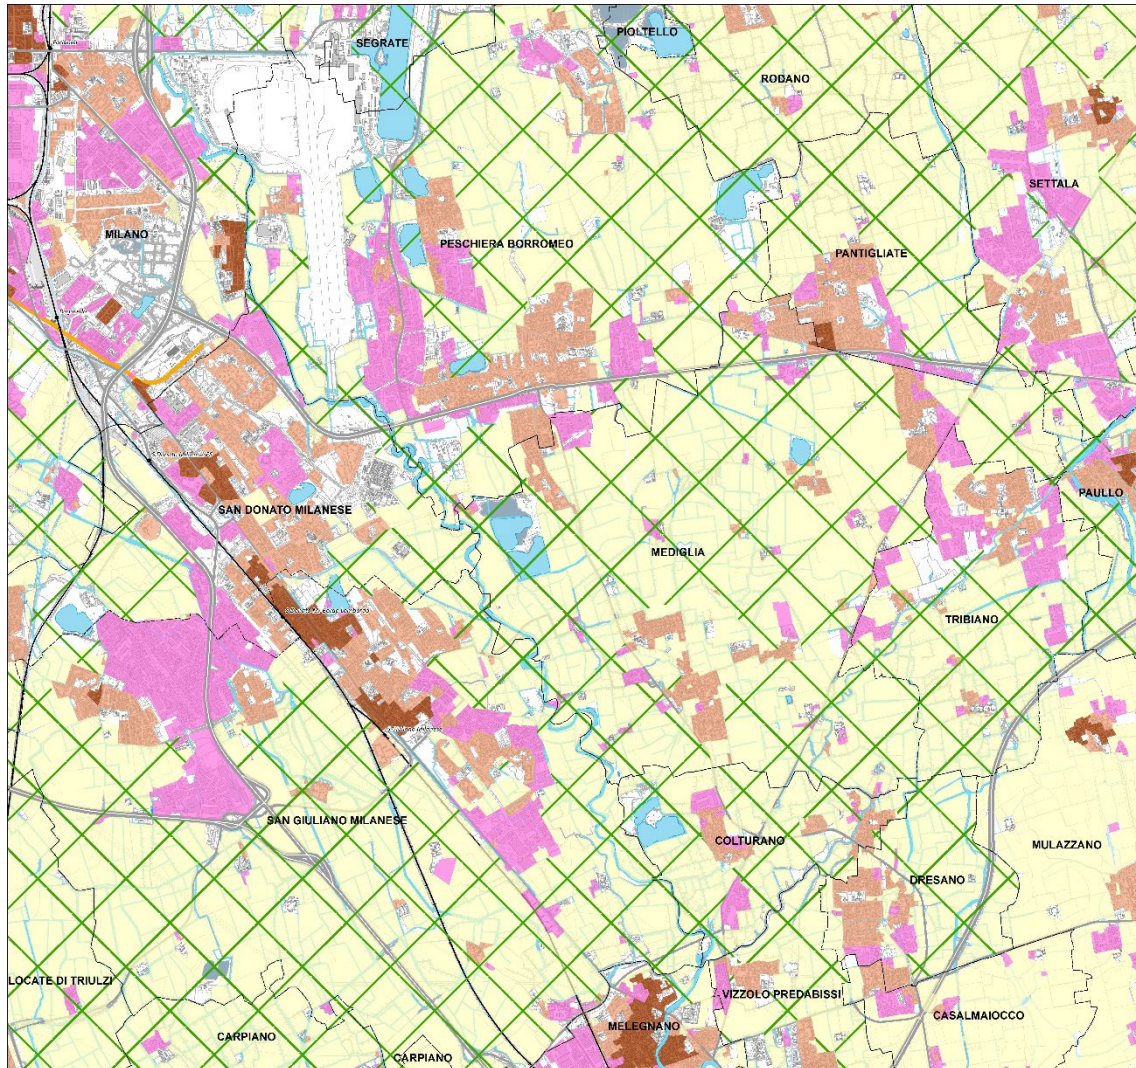 PIOLTELLO
SEGRATE
RODANO
SETTALA
MILANO
PESCHIERA BORROMEO
PANTIGLIATE
PAULLO
SAN DONATO MILANESE
MEDIGLIA
TRIBIANO
SAN GIULIANO MILANESE
COLTURANO
MULAZZANO
DRESANO
LOCATE DI TRIULZI
VIZZOLO PREDABISSI
CASALMAIOCCO
MELEGNANO
CARPIANO
CARPIANO